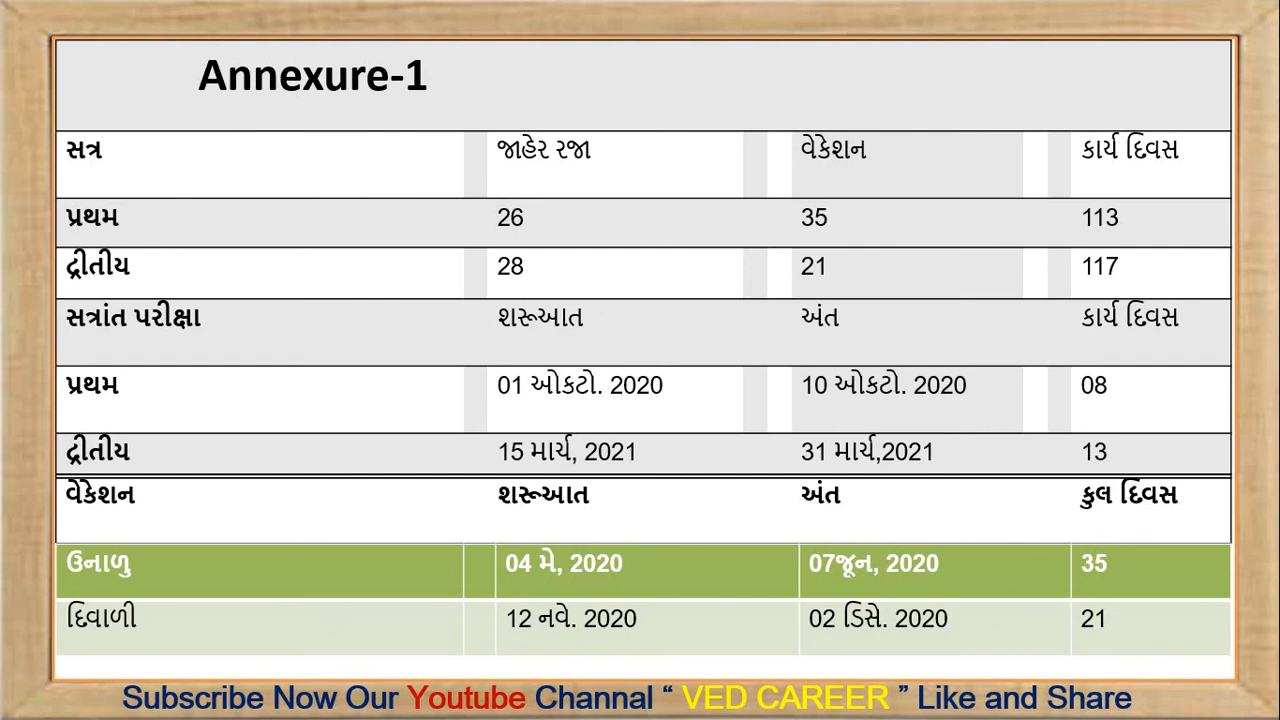 Annexure-1
સત્ર જાહેર રજા વેકેશન કાર્ય દિવસ
પ્રથમ 26 35 113
દ્રીતીય 28 21 117
સત્રાંત પરીક્ષા શરૂઆત અંત કાર્ય દિવસ
પ્રથમ 01 ઓકટો. 2020 10 ઓકટો. 2020 08
દ્રીતીય 15 માર્ચ, 2021 31 માર્ચ,2021 13
વેકેશન શરૂઆત અંત કુલ દિવસ
ઉનાળુ 04 મે, 2020 07જૂન, 2020 35
દિવાળી 12 નવે. 2020 02 ડિસે. 2020 21
Subscribe Now Our Youtube Channal “ VED CAREER ” Like and Share